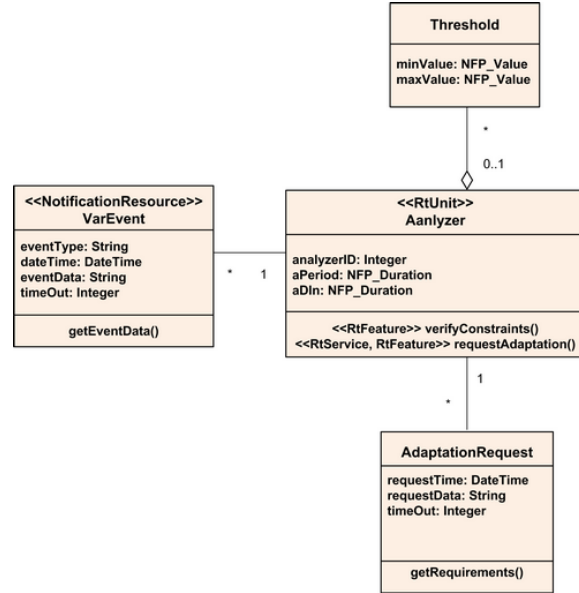 Threshold
minValue: NFP_Value
maxValue: NFP_Value
*
0..1
<<NotificationResource>>
VarEvent
eventType: String
dateTime: DateTime
eventData: String
timeOut: Integer
getEventData()
* 1
<<RtUnit>>
Aanlyzer
analyzerID: Integer
aPeriod: NFP_Duration
aDln: NFP_Duration
<<RtFeature>> verifyConstraints()
<<RtService, RtFeature>> requestAdaptation()
1
*
AdaptationRequest
requestTime: DateTime
requestData: String
timeOut: Integer
getRequirements()